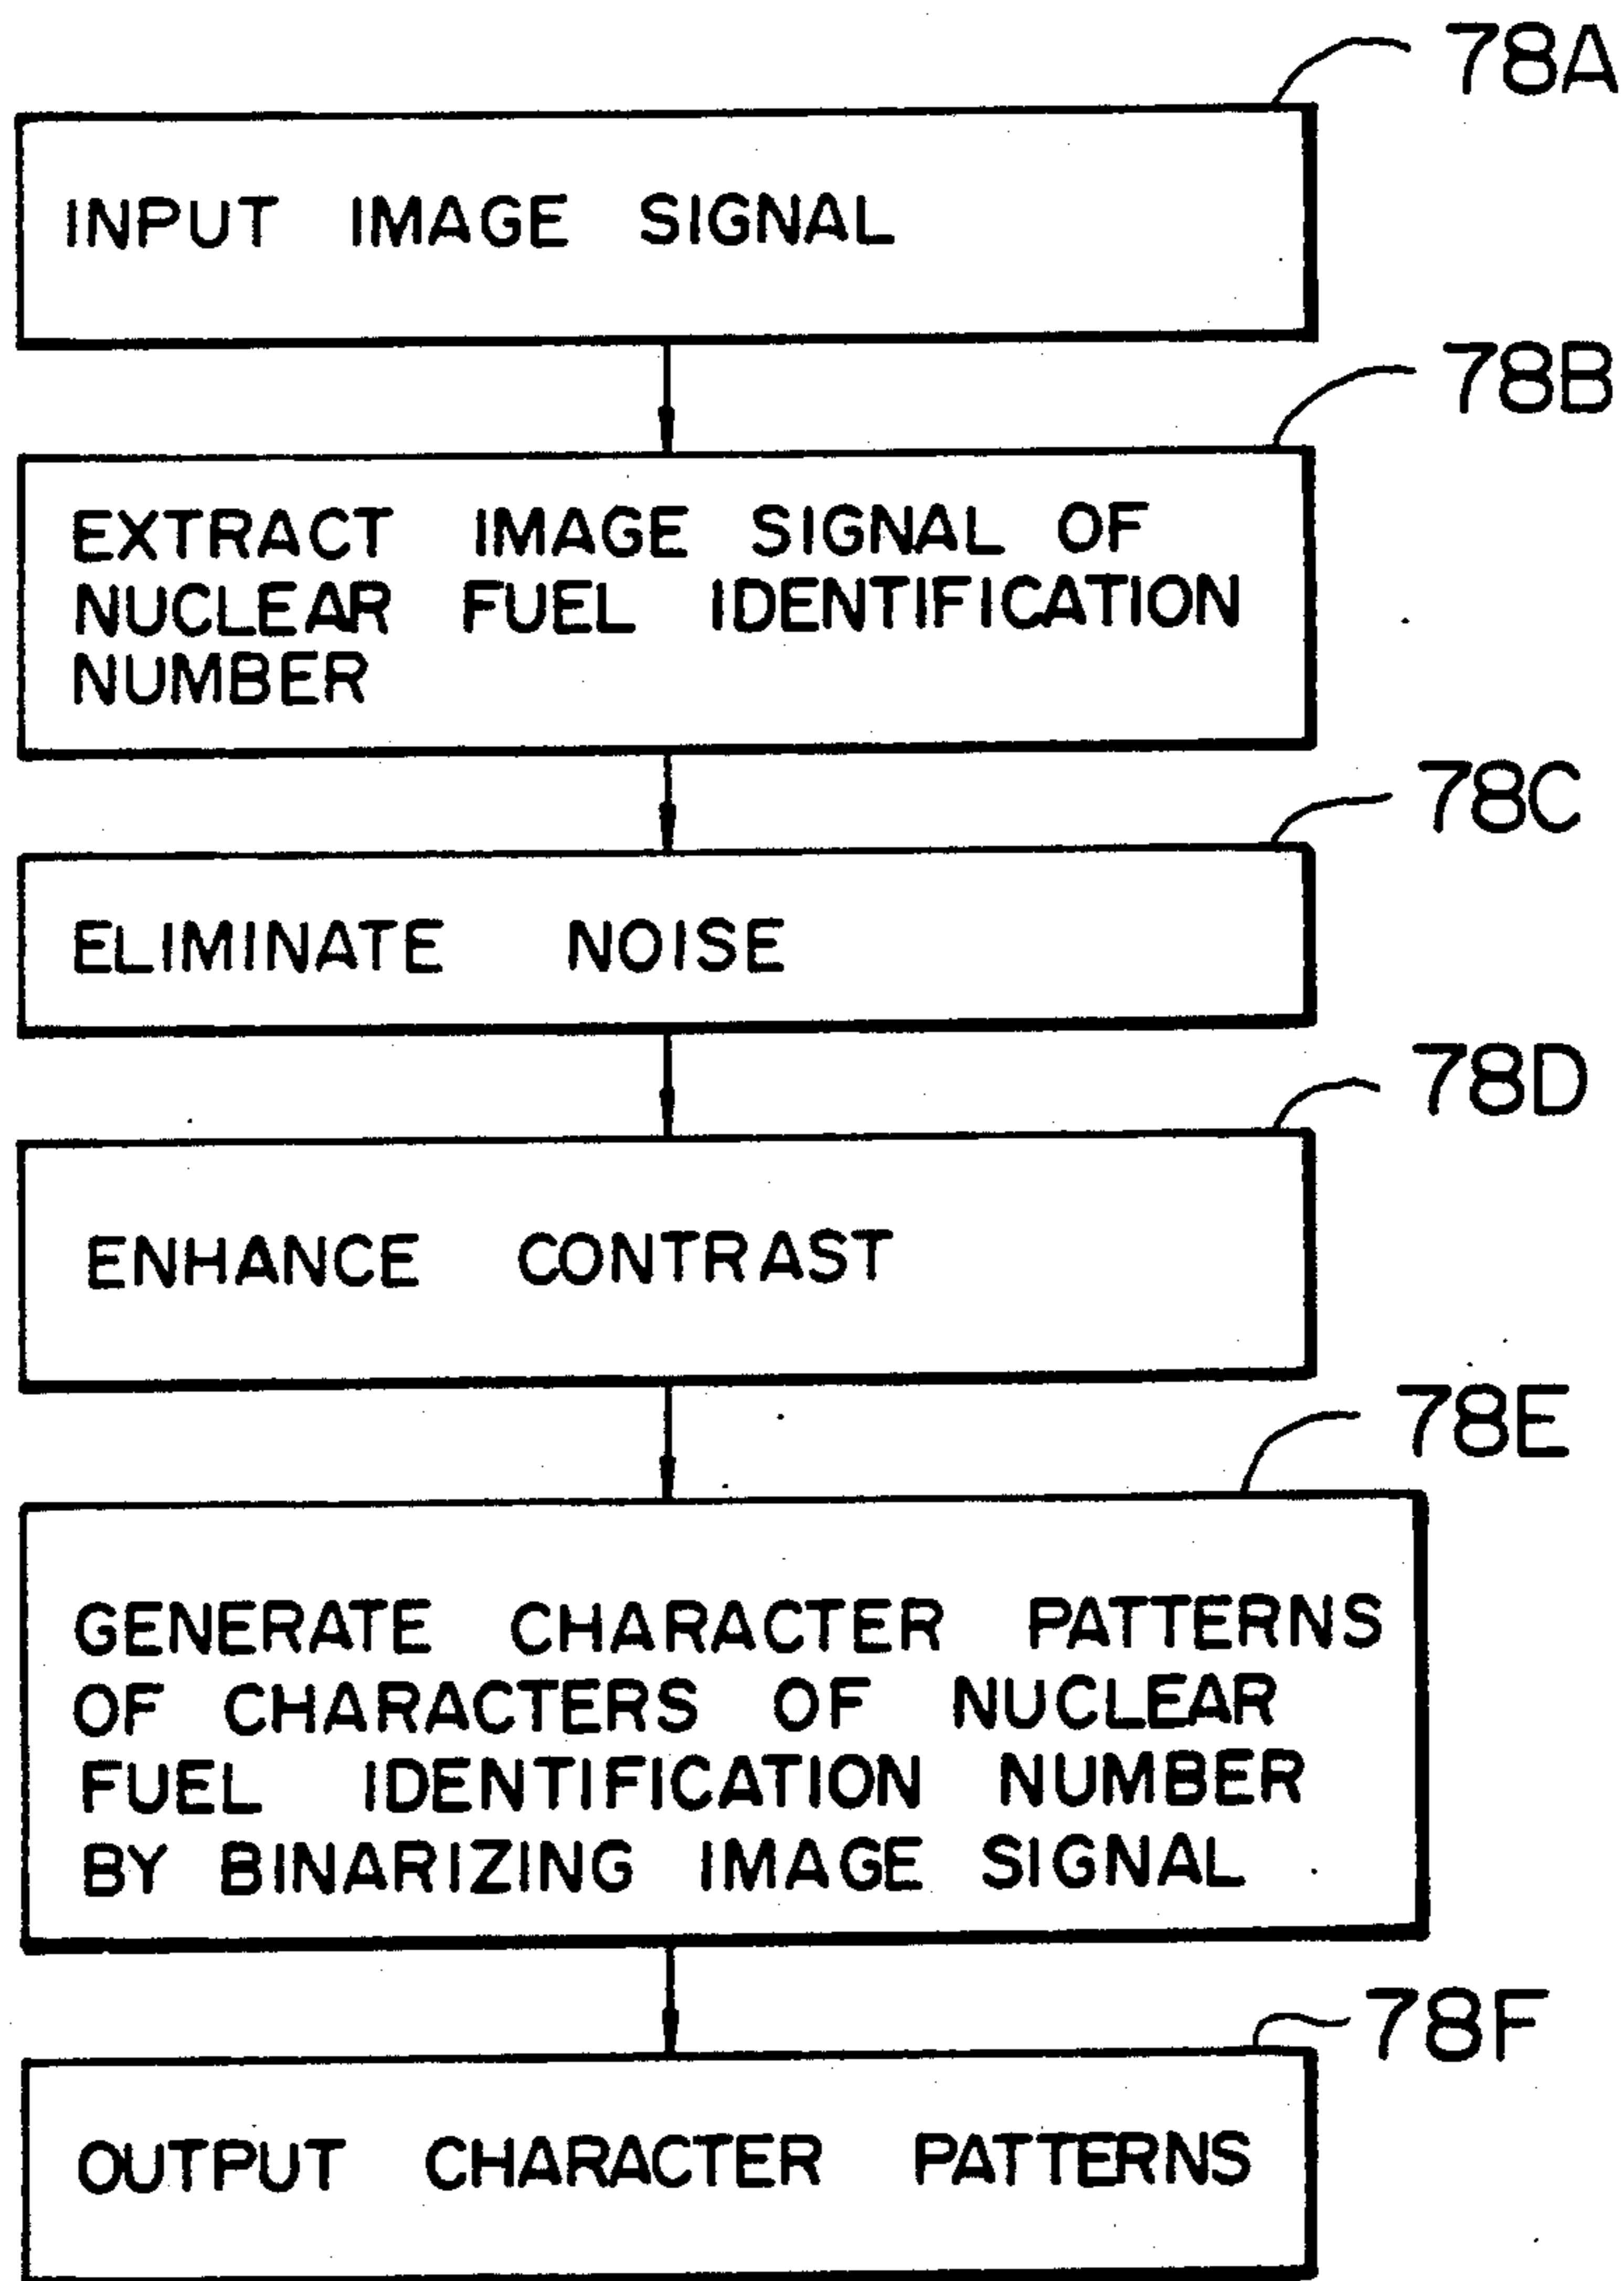 78A
INPUT IMAGE SIGNAL
78B
EXTRACT IMAGE SIGNAL OF
NUCLEAR FUEL IDENTIFICATION
NUMBER
78C
ELIMINATE NOISE
78D
ENHANCE CONTRAST
78E
GENERATE CHARACTER PATTERNS
OF CHARACTERS OF NUCLEAR
FUEL IDENTIFICATION NUMBER
BY BINARIZING IMAGE SIGNAL
78F
OUTPUT CHARACTER PATTERNS